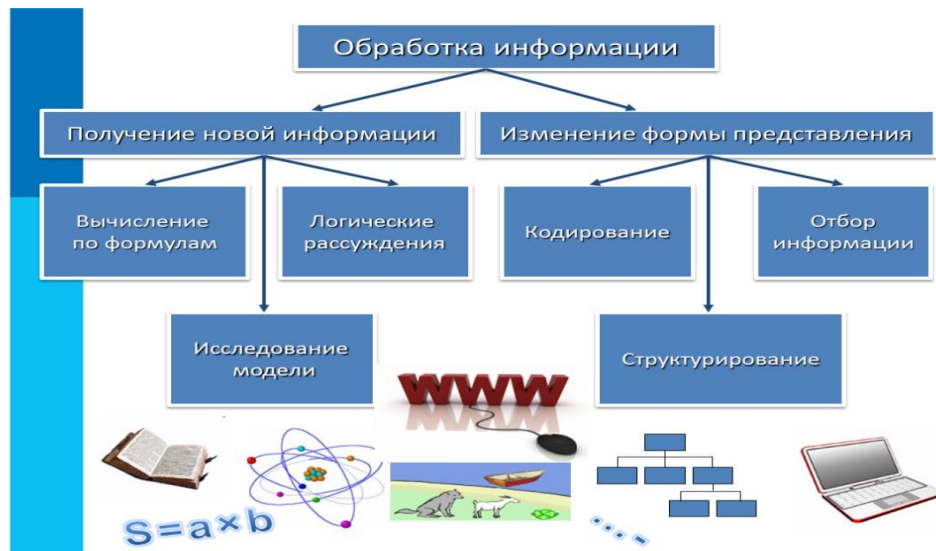 Обработка информации
Получение новой информации
Изменение формы представления
Вычисление
по формулам
Логические
рассуждения
Кодирование
Отбор
информации
Исследование
модели
Структурирование
www
S=a×b
....-